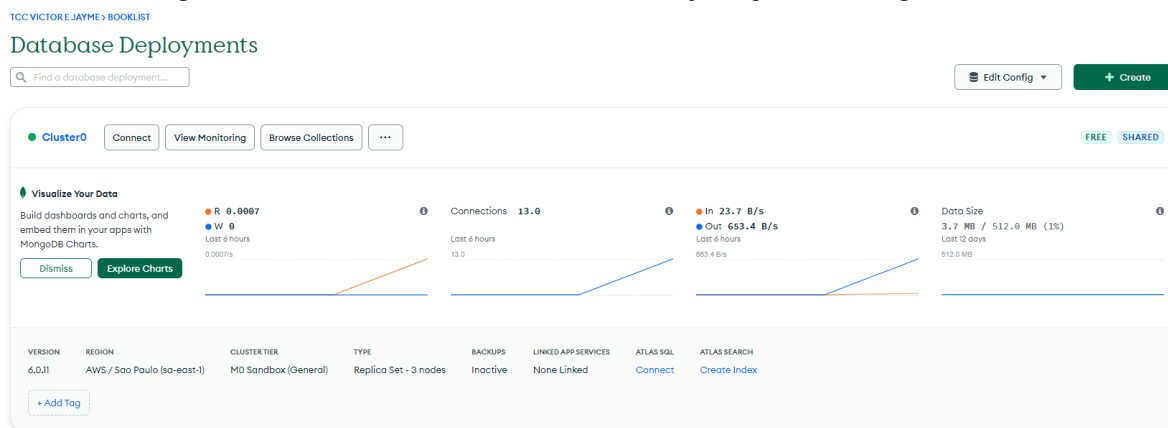 TCC VICTOR E JAYME > BOOKLIST
Database Deployments
Find a database deployment...
Edit Config
+ Create
Cluster0
Connect
View Monitoring
Browse Collections
...
FREE
SHARED
Visualize Your Data
Build dashboards and charts, and
embed them in your apps with
MongoDB Charts.
Dismiss
Explore Charts
R 0.0007
W 0
Last 6 hours
0.0007/s
Connections 13.0
Last 6 hours
13.0
In 23.7 B/s
Out 653.4 B/s
Last 6 hours
653.4 B/s
Data Size
3.7 MB / 512.0 MB (1%)
Last 12 days
512.0 MB
VERSION REGION CLUSTER TIER TYPE BACKUPS LINKED APP SERVICES ATLAS SQL ATLAS SEARCH
6.0.11 AWS / Sao Paulo (sa-east-1) M0 Sandbox (General) Replica Set - 3 nodes Inactive None Linked Connect Create Index
+ Add Tag